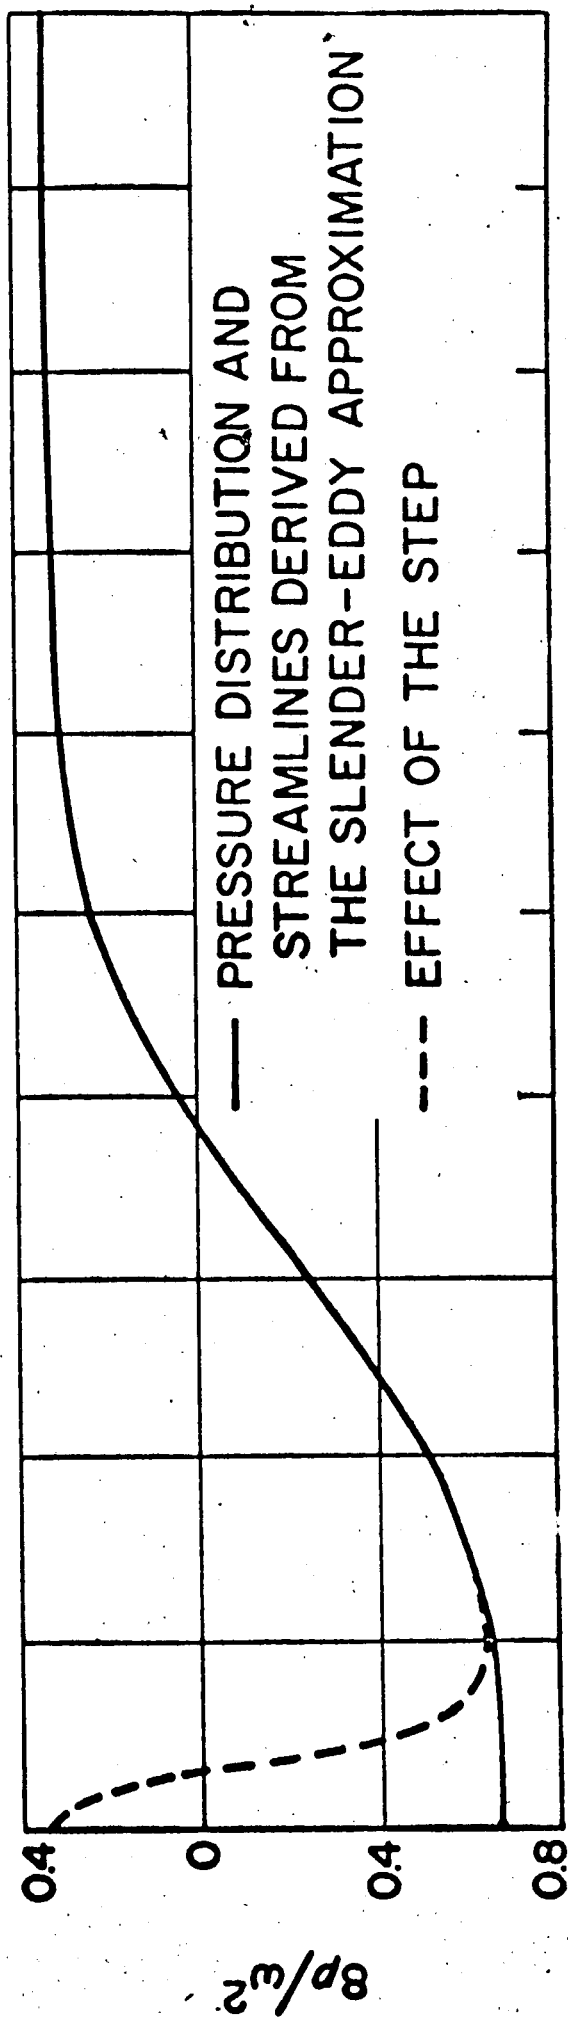 0.4
0
0.4
0.8
8p/ω²
PRESSURE DISTRIBUTION AND
STREAMLINES DERIVED FROM
THE SLENDER-EDDY APPROXIMATION
EFFECT OF THE STEP